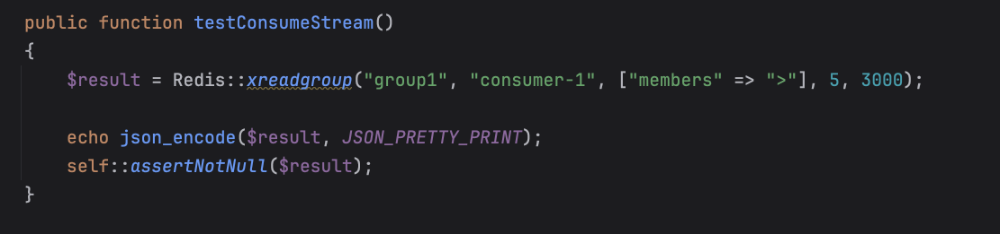 public function testConsumeStream()
{
    $result = Redis::xreadgroup("group1", "consumer-1", ["members" => ">"], 5, 3000);
    echo json_encode($result, JSON_PRETTY_PRINT);
    self::assertNotNull($result);
}